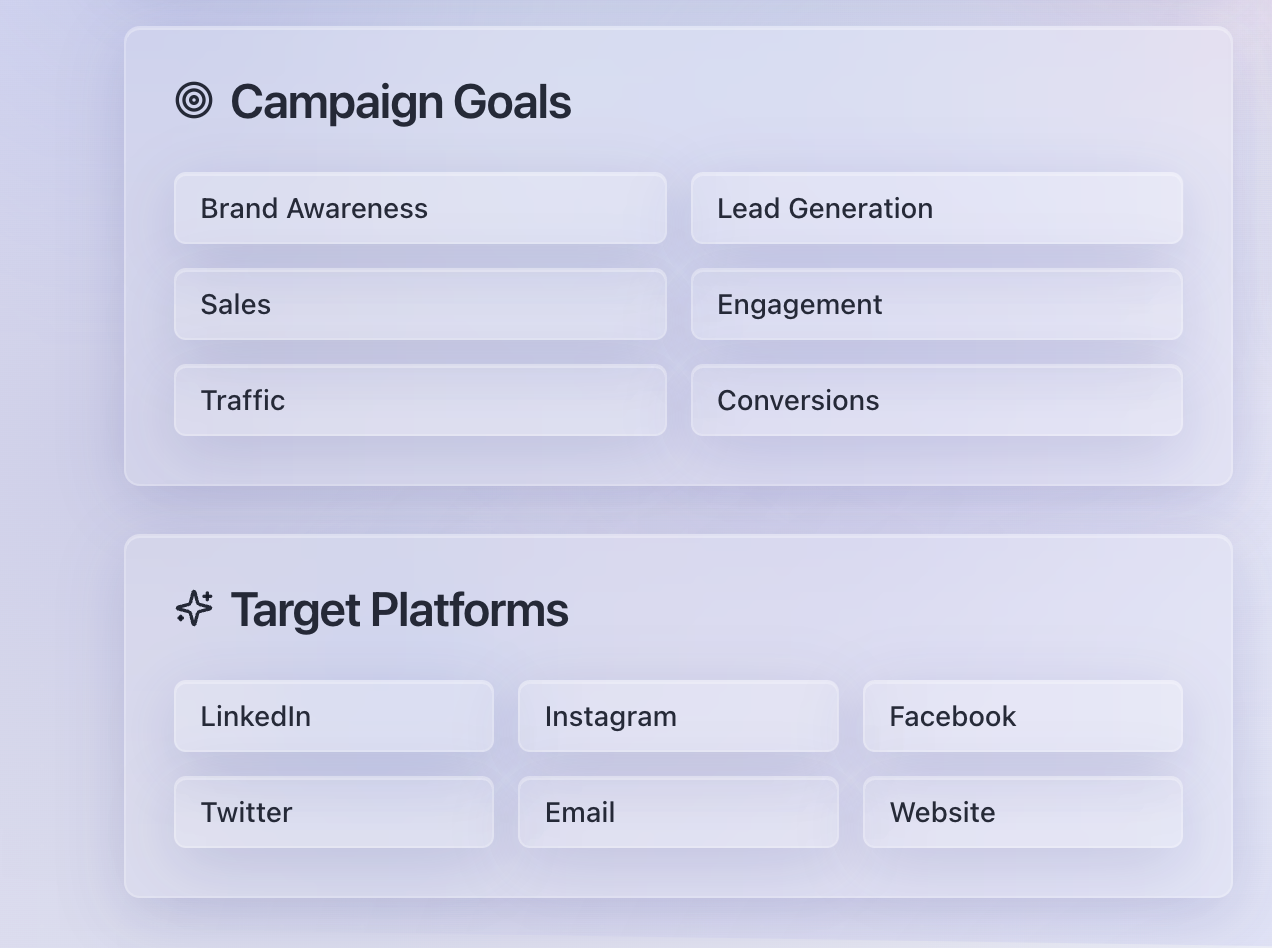 Campaign Goals
Brand Awareness
Lead Generation
Sales
Engagement
Traffic
Conversions
Target Platforms
LinkedIn
Instagram
Facebook
Twitter
Email
Website